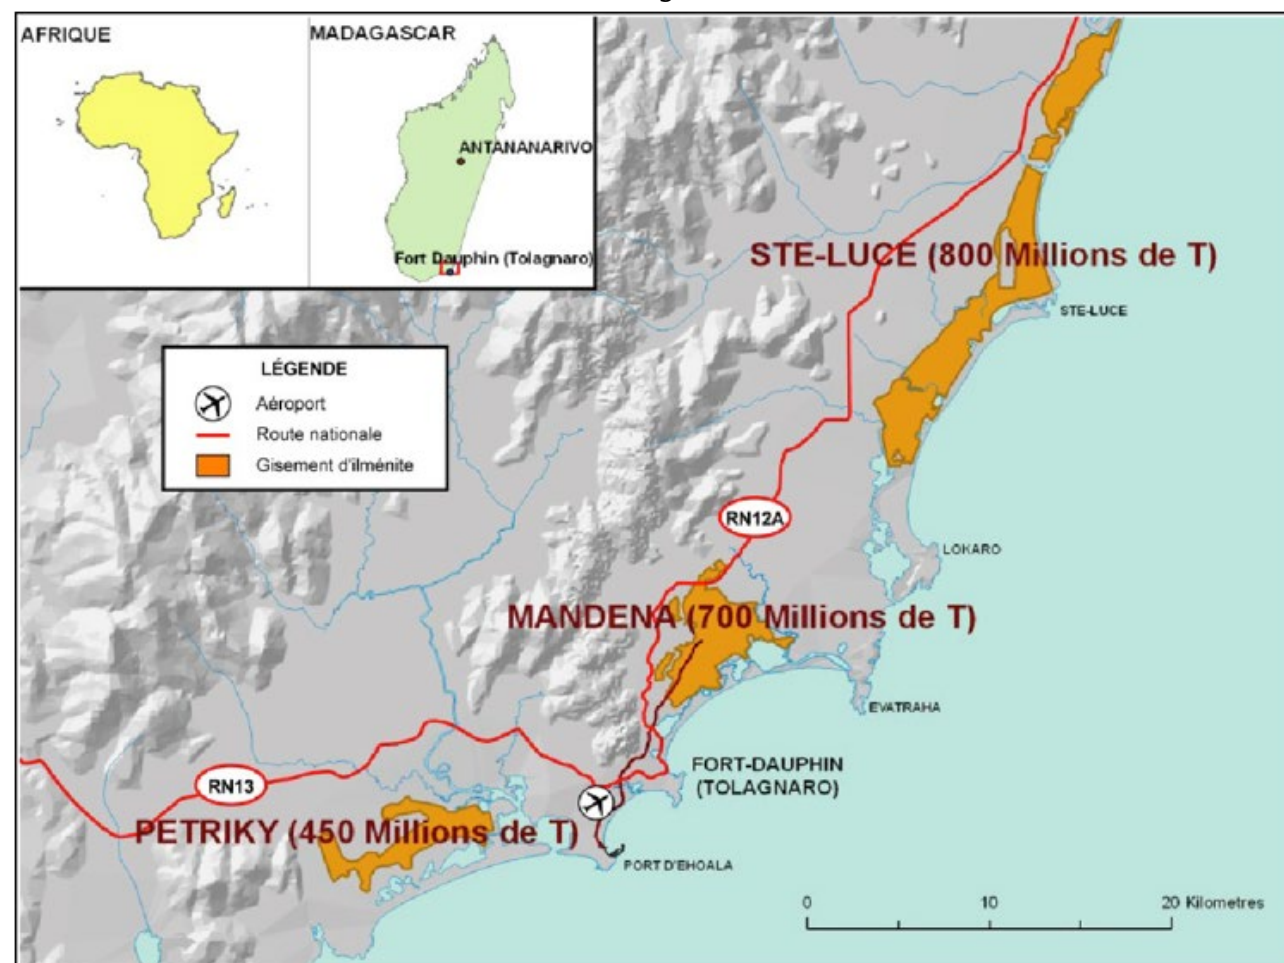 AFRIQUE
MADAGASCAR
ANTANANARIVO
Fort Dauphin (Tolagnaro)
STE-LUCE (800 Millions de T)
STE-LUCE
LÉGENDE
Aéroport
Route nationale
Gisement d'ilménite
RN12A
LOKARO
MANDENA (700 Millions de T)
EVATRAHA
FORT-DAUPHIN
(TOLAGNARO)
RN13
PETRIKY (450 Millions de T)
PORT D'EHOALA
0 10 20 Kilometres